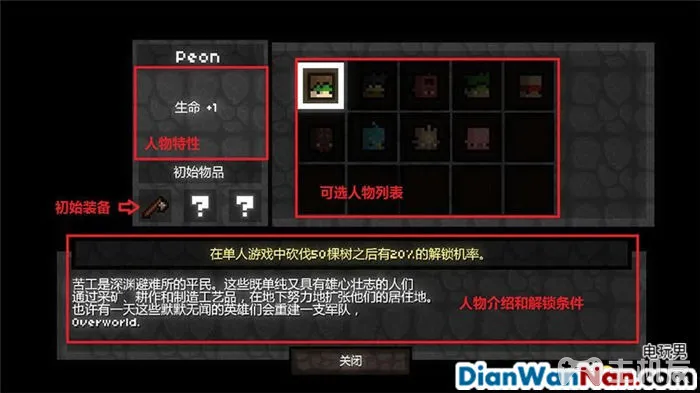 Peon
生命 +1
人物特性
初始物品
初始装备
? ?
可选人物列表
在单人游戏中砍伐50棵树之后有20%的解锁机率。
苦工是深渊避难所的平民。这些既单纯又具有雄心壮志的人们
通过采矿、耕作和制造工艺品，在地下努力地扩张他们的居住地。
也许有一天这些默默无闻的英雄们会重建一支军队，
Overworld.
人物介绍和解锁条件
关闭
电玩男
主机长
DianWanNan.com